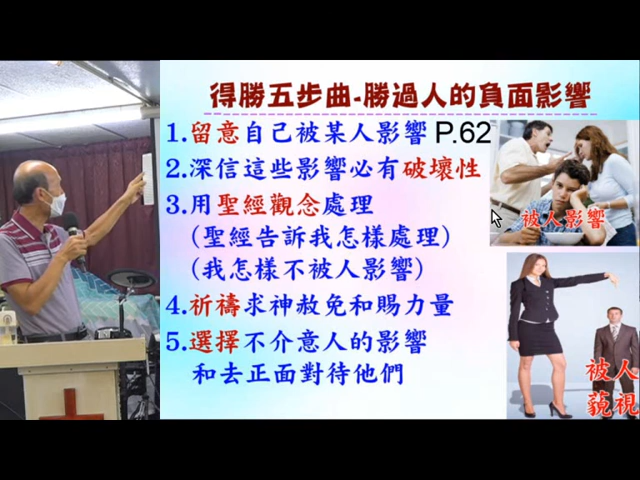 得勝五步曲-勝過人的負面影響
1.留意自己被某人影響 P.62
2.深信這些影響必有破壞性
3.用聖經觀念處理
(聖經告訴我怎樣處理)
(我怎樣不被人影響)
4.祈禱求神赦免和賜力量
5.選擇不介意人的影響
和去正面對待他們
被人影響
被人
藐視